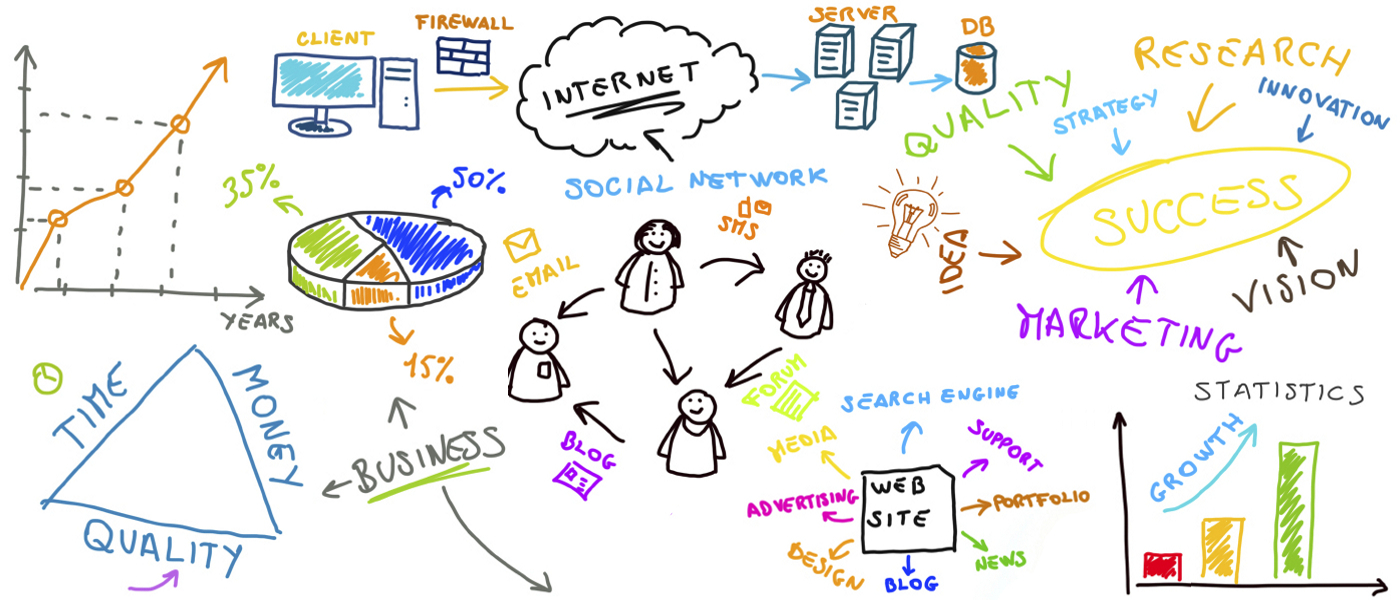 CLIENT
FIREWALL
INTERNET
SERVER
DB
RESEARCH
QUALITY
STRATEGY
INNOVATION
SUCCESS
IDEA
VISION
MARKETING
35%
50%
15%
YEARS
SOCIAL NETWORK
SMS
EMAIL
FORUM
BLOG
TIME
MONEY
QUALITY
BUSINESS
SEARCH ENGINE
MEDIA
SUPPORT
ADVERTISING
WEB
SITE
PORTFOLIO
DESIGN
BLOG
NEWS
STATISTICS
GROWTH